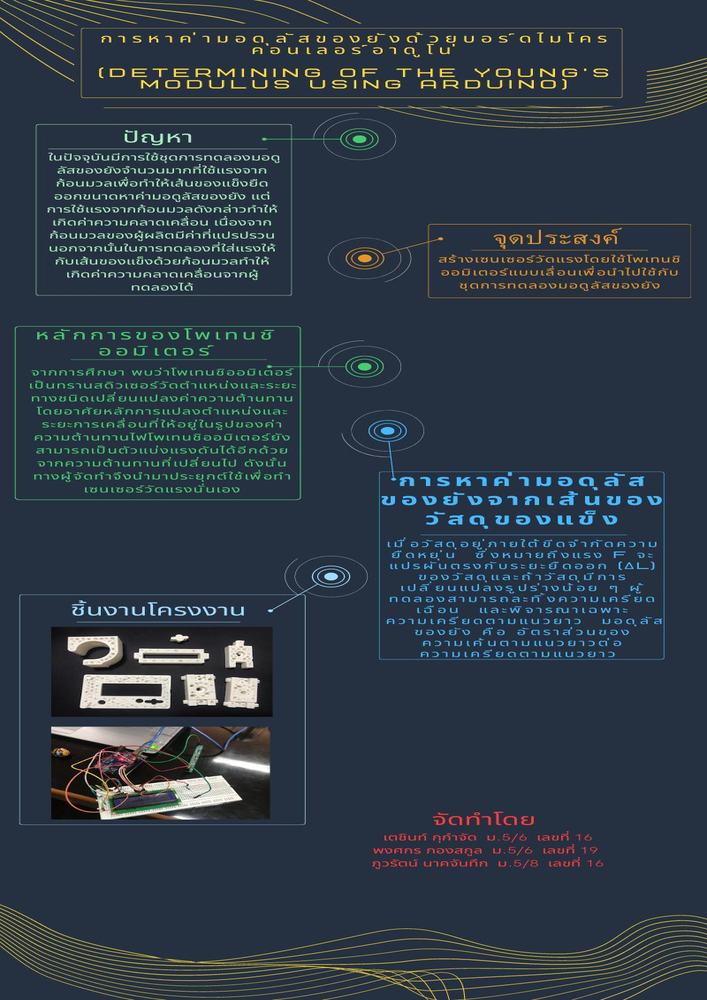 การหาค่ามอดุลัสของยังด้วยบอร์ดไมโคร
คอนเลอร์อาดูโน่
(DETERMINING OF THE YOUNG'S
MODULUS USING ARDUINO)
ปัญหา
ในปัจจุบันมีการใช้ชุดการทดลองมอดู
ลัสของยังจำนวนมากที่ใช้แรงจาก
ก้อนมวลเพื่อทำให้เส้นของแข็งยืด
ออกขนาดหาค่ามอดูลัสของยัง แต่
การใช้แรงจากก้อนมวลดังกล่าวทำให้
เกิดค่าความคลาดเคลื่อน เนื่องจาก
ก้อนมวลของผู้ผลิตมีค่าที่แปรปรวน
นอกจากนั้นในการทดลองที่ใส่แรงให้
กับเส้นของแข็งด้วยก้อนมวลทำให้
เกิดค่าความคลาดเคลื่อนจากผู้
ทดลองได้
จุดประสงค์
สร้างเซนเซอร์วัดแรงโดยใช้โพเทนชิ
ออมิเตอร์แบบเลื่อนเพื่อนำไปใช้กับ
ชุดการทดลองมอดูลัสของยัง
หลักการของโพเทนชิ
ออมิเตอร์
จากการศึกษา พบว่าโพเทนชิออมิเตอร์
เป็นทรานสดิวเซอร์วัดตำแหน่งและระยะ
ทางชนิดเปลี่ยนแปลงค่าความต้านทาน
โดยอาศัยหลักการแปลงตำแหน่งและ
ระยะการเคลื่อนที่ให้อยู่ในรูปของค่า
ความต้านทานไฟโพเทนชิออมิเตอร์ยัง
สามารถเป็นตัวแบ่งแรงดันได้อีกด้วย
จากความต้านทานที่เปลี่ยนไป ดังนั้น
ทางผู้จัดทำจึงนำมาประยุกต์ใช้เพื่อทำ
เซนเซอร์วัดแรงนั่นเอง
การหาค่ามอดุลัส
ของยังจากเส้นของ
วัสดุของแข็ง
เมื่อวัสดุอยู่ภายใต้ขีดจำกัดความ
ยืดหยุ่น ซึ่งหมายถึงแรง F จะ
แปรผันตรงกับระยะยืดออก (ΔL)
ของวัสดุและถ้าวัสดุมีการ
เปลี่ยนแปลงรูปร่างน้อย ๆ ผู้
ทดลองสามารถละทิ้งความเครียด
เฉือน และพิจารณาเฉพาะ
ความเครียดตามแนวยาว มอดุลัส
ของยัง คือ อัตราส่วนของ
ความเค้นตามแนวยาวต่อ
ความเครียดตามแนวยาว
ชิ้นงานโครงงาน
จัดทำโดย
เตชินท์ กุกำจัด ม.5/6 เลขที่ 16
พงศกร กองสกูล ม.5/6 เลขที่ 19
ภูวรัตน์ นาคจันทึก ม.5/8 เลขที่ 16